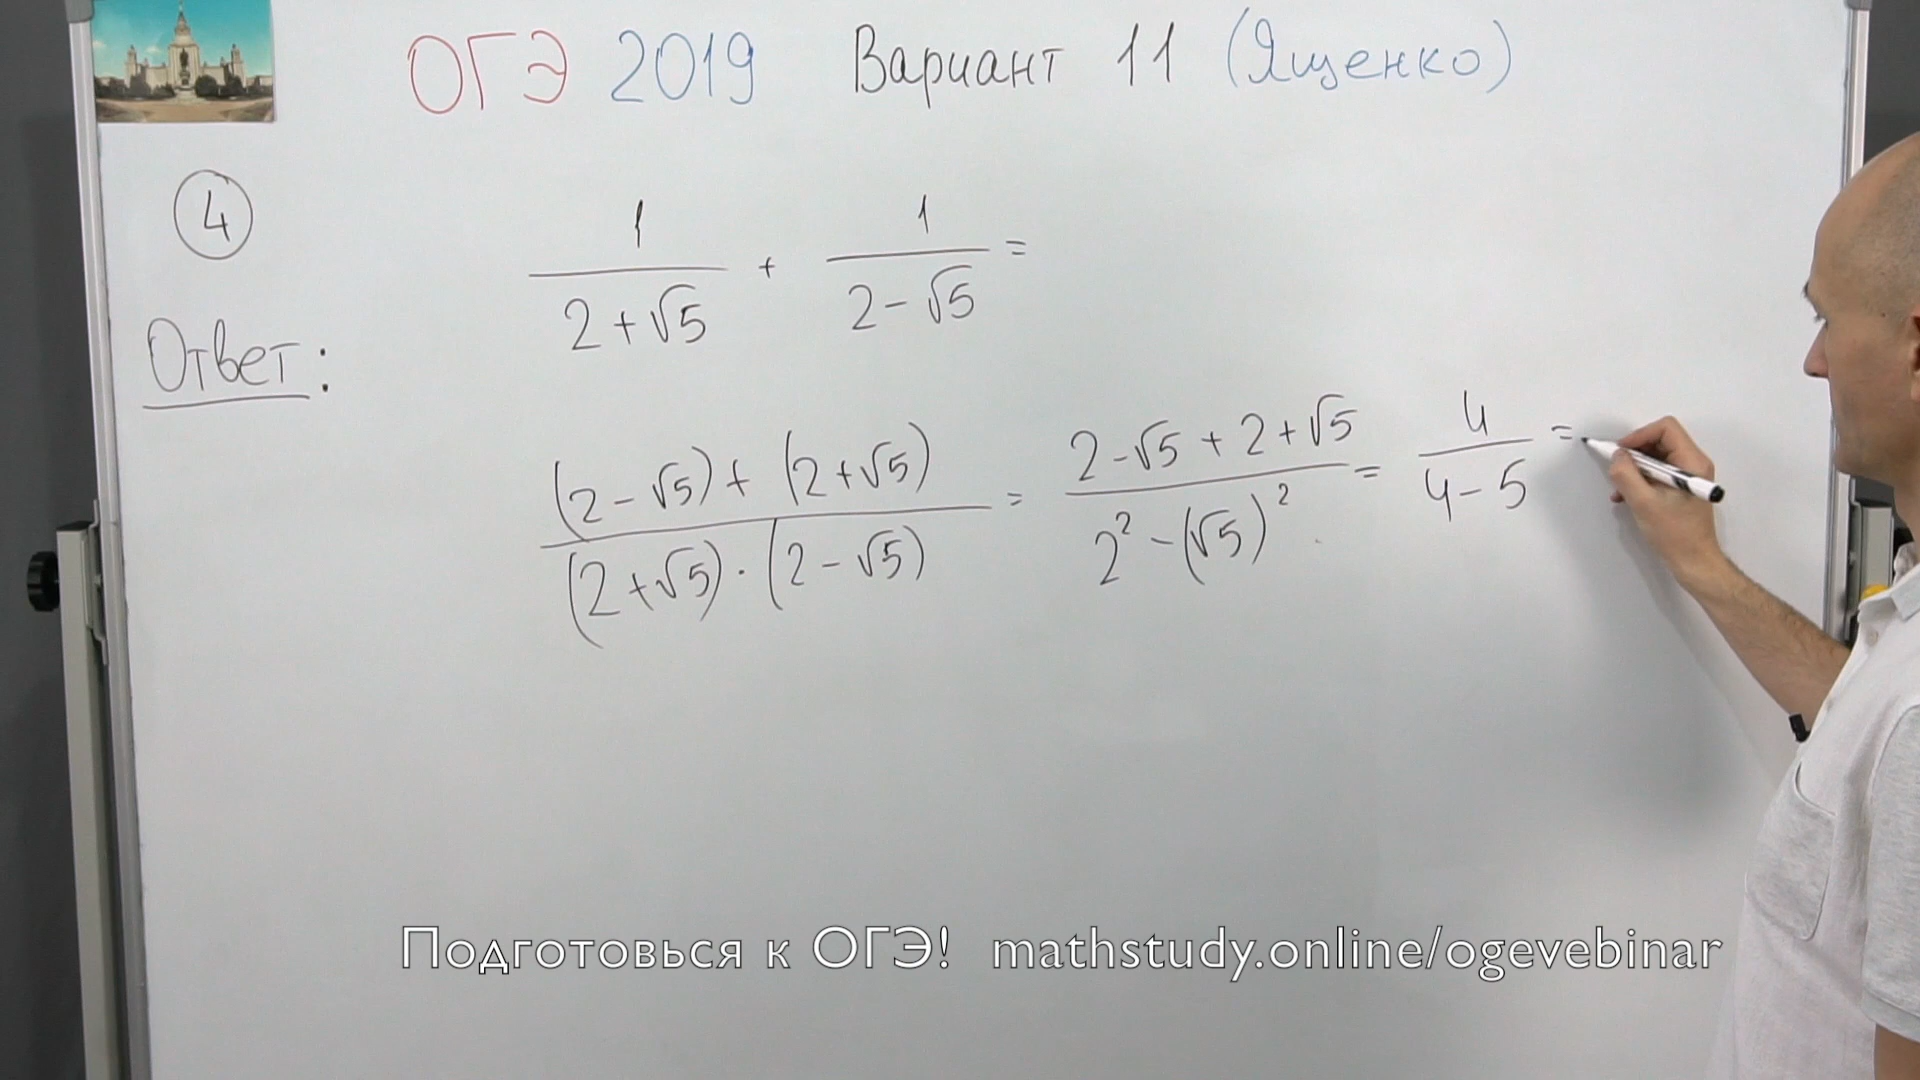 ОГЭ 2019 Вариант 11 (Ященко)
4
1/(2+√5) + 1/(2-√5) =
Ответ:
((2-√5)+(2+√5))/((2+√5)·(2-√5)) = (2-√5+2+√5)/(2²-(√5)²) = 4/(4-5) =
Подготовься к ОГЭ! mathstudy.online/ogevebinar